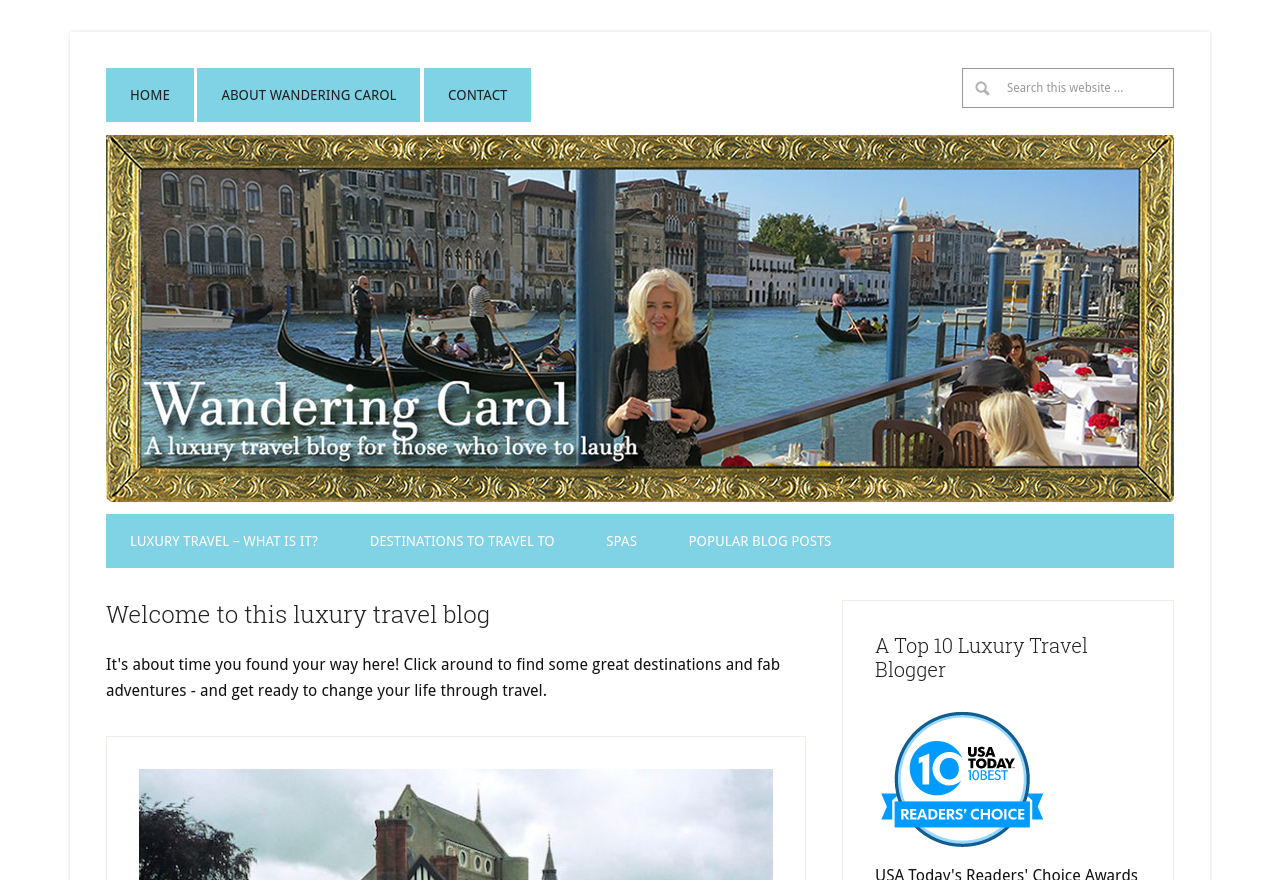 HOME
ABOUT WANDERING CAROL
CONTACT
Search this website ...
Wandering Carol
A luxury travel blog for those who love to laugh
LUXURY TRAVEL – WHAT IS IT?
DESTINATIONS TO TRAVEL TO
SPAS
POPULAR BLOG POSTS
Welcome to this luxury travel blog
It's about time you found your way here! Click around to find some great destinations and fab
adventures - and get ready to change your life through travel.
A Top 10 Luxury Travel
Blogger
10
USA
TODAY
10BEST
READERS' CHOICE
USA Today's Readers' Choice Awards